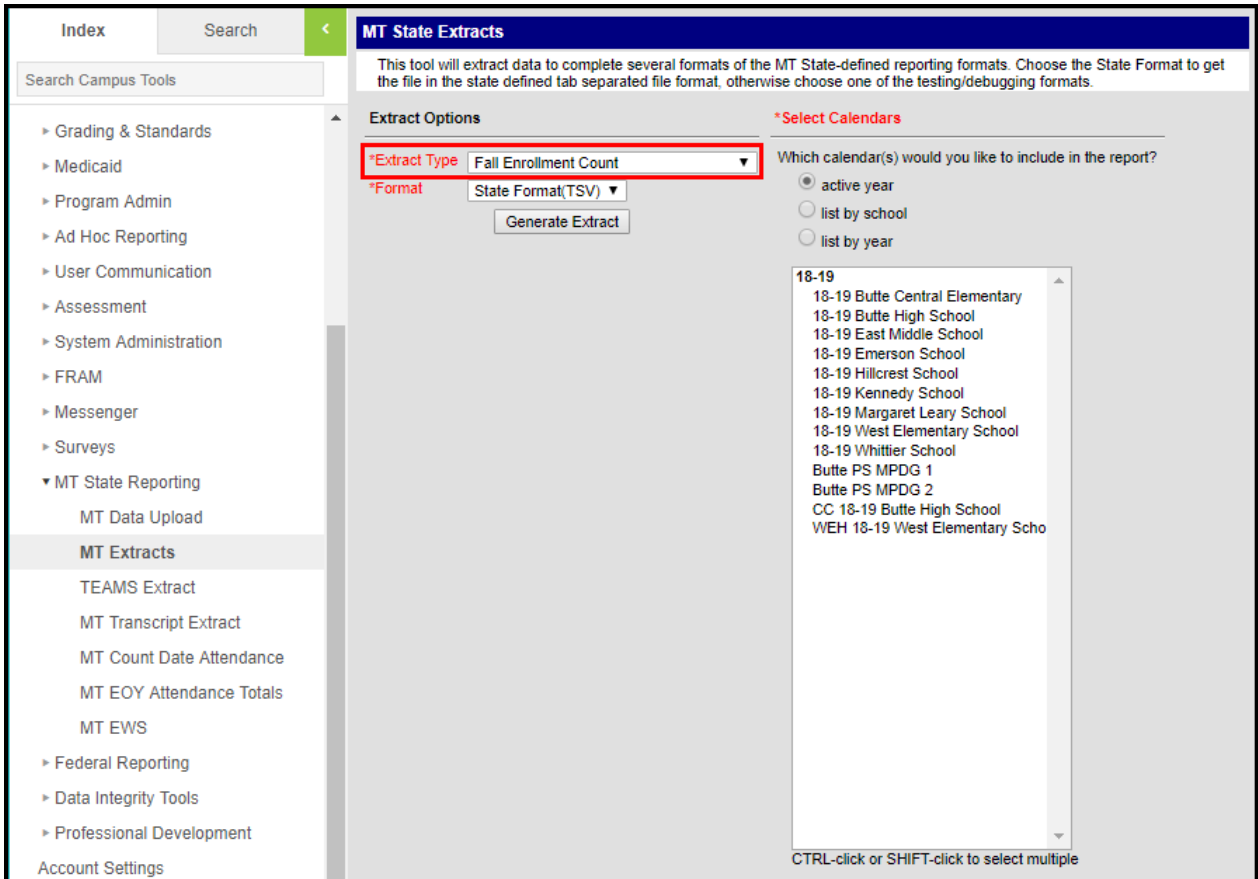 Index
Search
Search Campus Tools
Grading & Standards
Medicaid
Program Admin
Ad Hoc Reporting
User Communication
Assessment
System Administration
FRAM
Messenger
Surveys
MT State Reporting
MT Data Upload
MT Extracts
TEAMS Extract
MT Transcript Extract
MT Count Date Attendance
MT EOY Attendance Totals
MT EWS
Federal Reporting
Data Integrity Tools
Professional Development
Account Settings
MT State Extracts
This tool will extract data to complete several formats of the MT State-defined reporting formats. Choose the State Format to get
the file in the state defined tab separated file format, otherwise choose one of the testing/debugging formats.
Extract Options
*Extract Type Fall Enrollment Count
*Format State Format(TSV)
Generate Extract
*Select Calendars
Which calendar(s) would you like to include in the report?
active year
list by school
list by year
18-19
18-19 Butte Central Elementary
18-19 Butte High School
18-19 East Middle School
18-19 Emerson School
18-19 Hillcrest School
18-19 Kennedy School
18-19 Margaret Leary School
18-19 West Elementary School
18-19 Whittier School
Butte PS MPDG 1
Butte PS MPDG 2
CC 18-19 Butte High School
WEH 18-19 West Elementary Scho
CTRL-click or SHIFT-click to select multiple